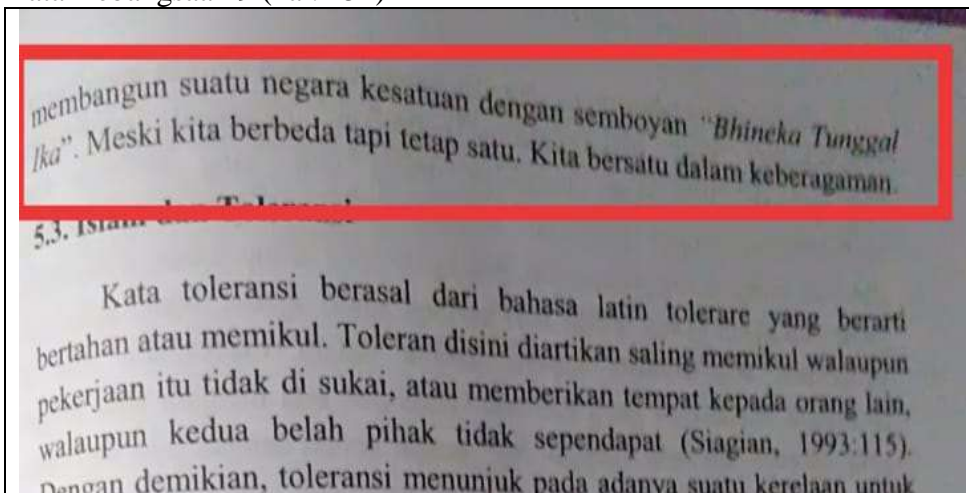 membangun suatu negara kesatuan dengan semboyan "Bhineka Tunggal
Ika". Meski kita berbeda tapi tetap satu. Kita bersatu dalam keberagaman.
5.3. Islam dan Toleransi
Kata toleransi berasal dari bahasa latin tolerare yang berarti
bertahan atau memikul. Toleran disini diartikan saling memikul walaupun
pekerjaan itu tidak di sukai, atau memberikan tempat kepada orang lain,
walaupun kedua belah pihak tidak sependapat (Siagian, 1993:115).
Dengan demikian, toleransi menunjuk pada adanya suatu kerelaan untuk